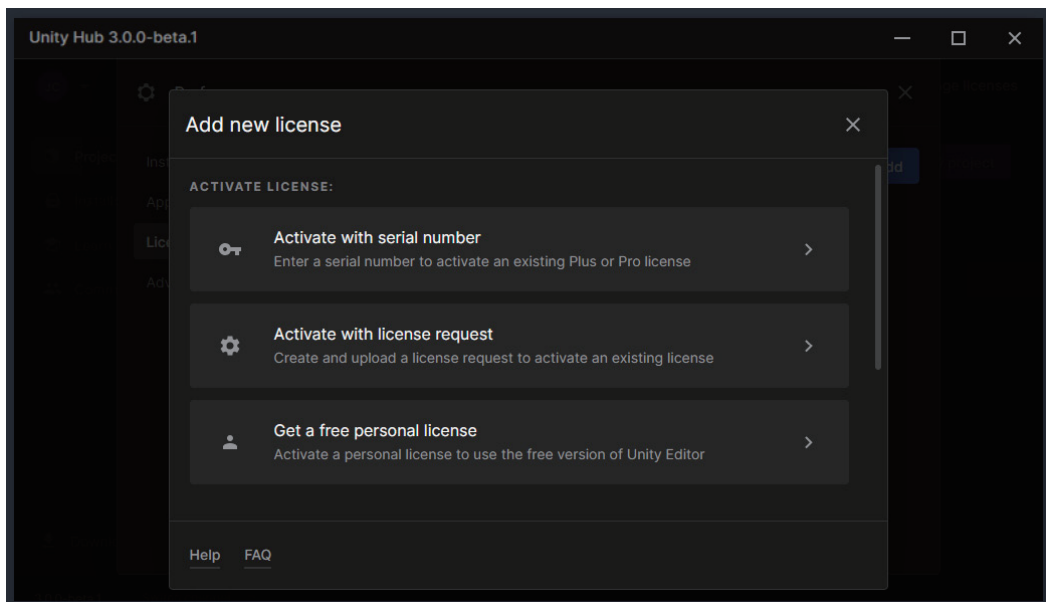 Unity Hub 3.0.0-beta.1
Add new license
ACTIVATE LICENSE:
Activate with serial number
Enter a serial number to activate an existing Plus or Pro license
Activate with license request
Create and upload a license request to activate an existing license
Get a free personal license
Activate a personal license to use the free version of Unity Editor
Help FAQ